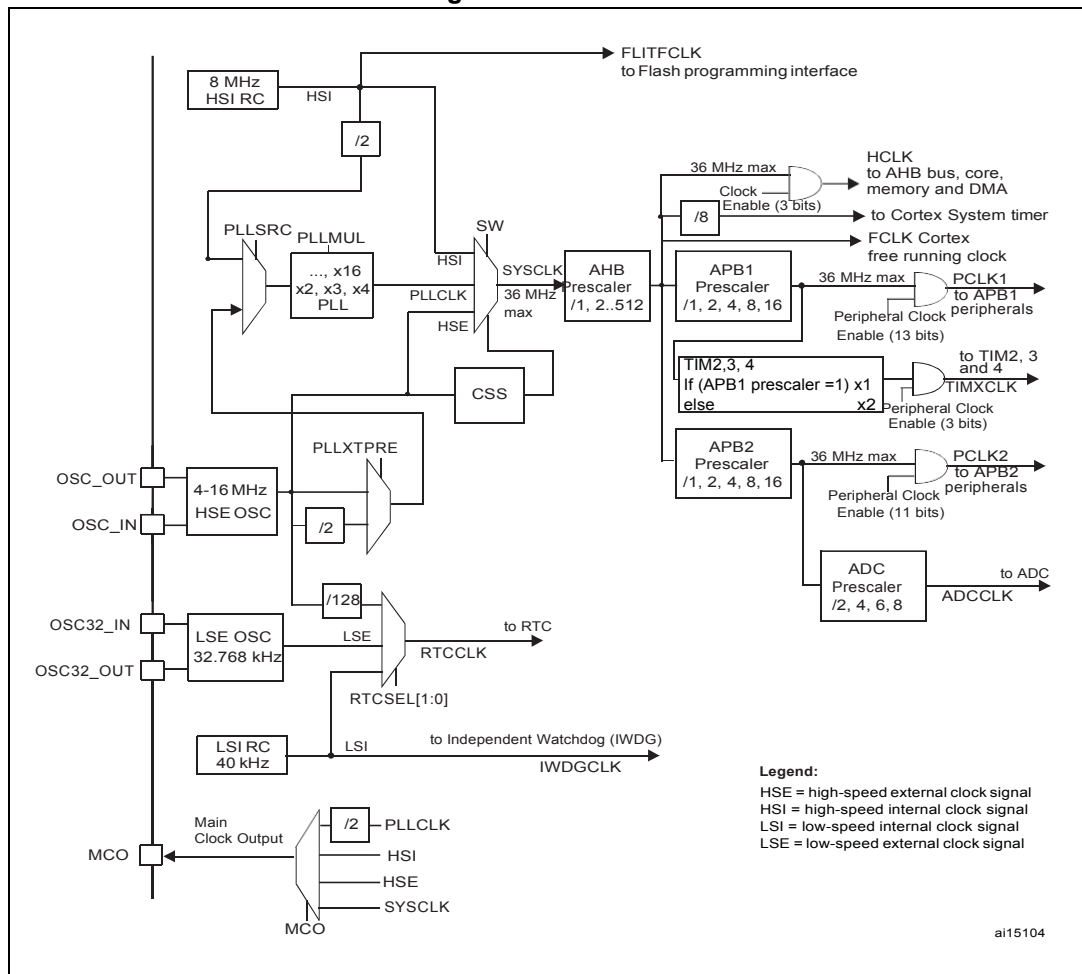 g
FLITFCLK
to Flash programming interface
8 MHz
HSI RC
HSI
/2
36 MHz max
HCLK
to AHB bus, core,
memory and DMA
Clock
Enable (3 bits)
/8
to Cortex System timer
FCLK Cortex
free running clock
PLLSRC
PLLMUL
..., x16
x2, x3, x4
PLL
SW
HSI
PLLCLK
HSE
SYSCLK
36 MHz
max
AHB
Prescaler
/1, 2..512
APB1
Prescaler
/1, 2, 4, 8, 16
36 MHz max
PCLK1
to APB1
peripherals
Peripheral Clock
Enable (13 bits)
TIM2,3, 4
If (APB1 prescaler =1) x1
else x2
to TIM2, 3
and 4
TIMXCLK
Peripheral Clock
Enable (3 bits)
CSS
PLLXTPRE
OSC_OUT
OSC_IN
4-16 MHz
HSE OSC
/2
APB2
Prescaler
/1, 2, 4, 8, 16
36 MHz max
PCLK2
to APB2
peripherals
Peripheral Clock
Enable (11 bits)
ADC
Prescaler
/2, 4, 6, 8
to ADC
ADCCLK
/128
OSC32_IN
OSC32_OUT
LSE OSC
32.768 kHz
LSE
to RTC
RTCCLK
RTCSEL[1:0]
LSI RC
40 kHz
LSI
to Independent Watchdog (IWDG)
IWDGCLK
Legend:
HSE = high-speed external clock signal
HSI = high-speed internal clock signal
LSI = low-speed internal clock signal
LSE = low-speed external clock signal
Main
Clock Output
MCO
/2
PLLCLK
HSI
HSE
SYSCLK
MCO
ai15104